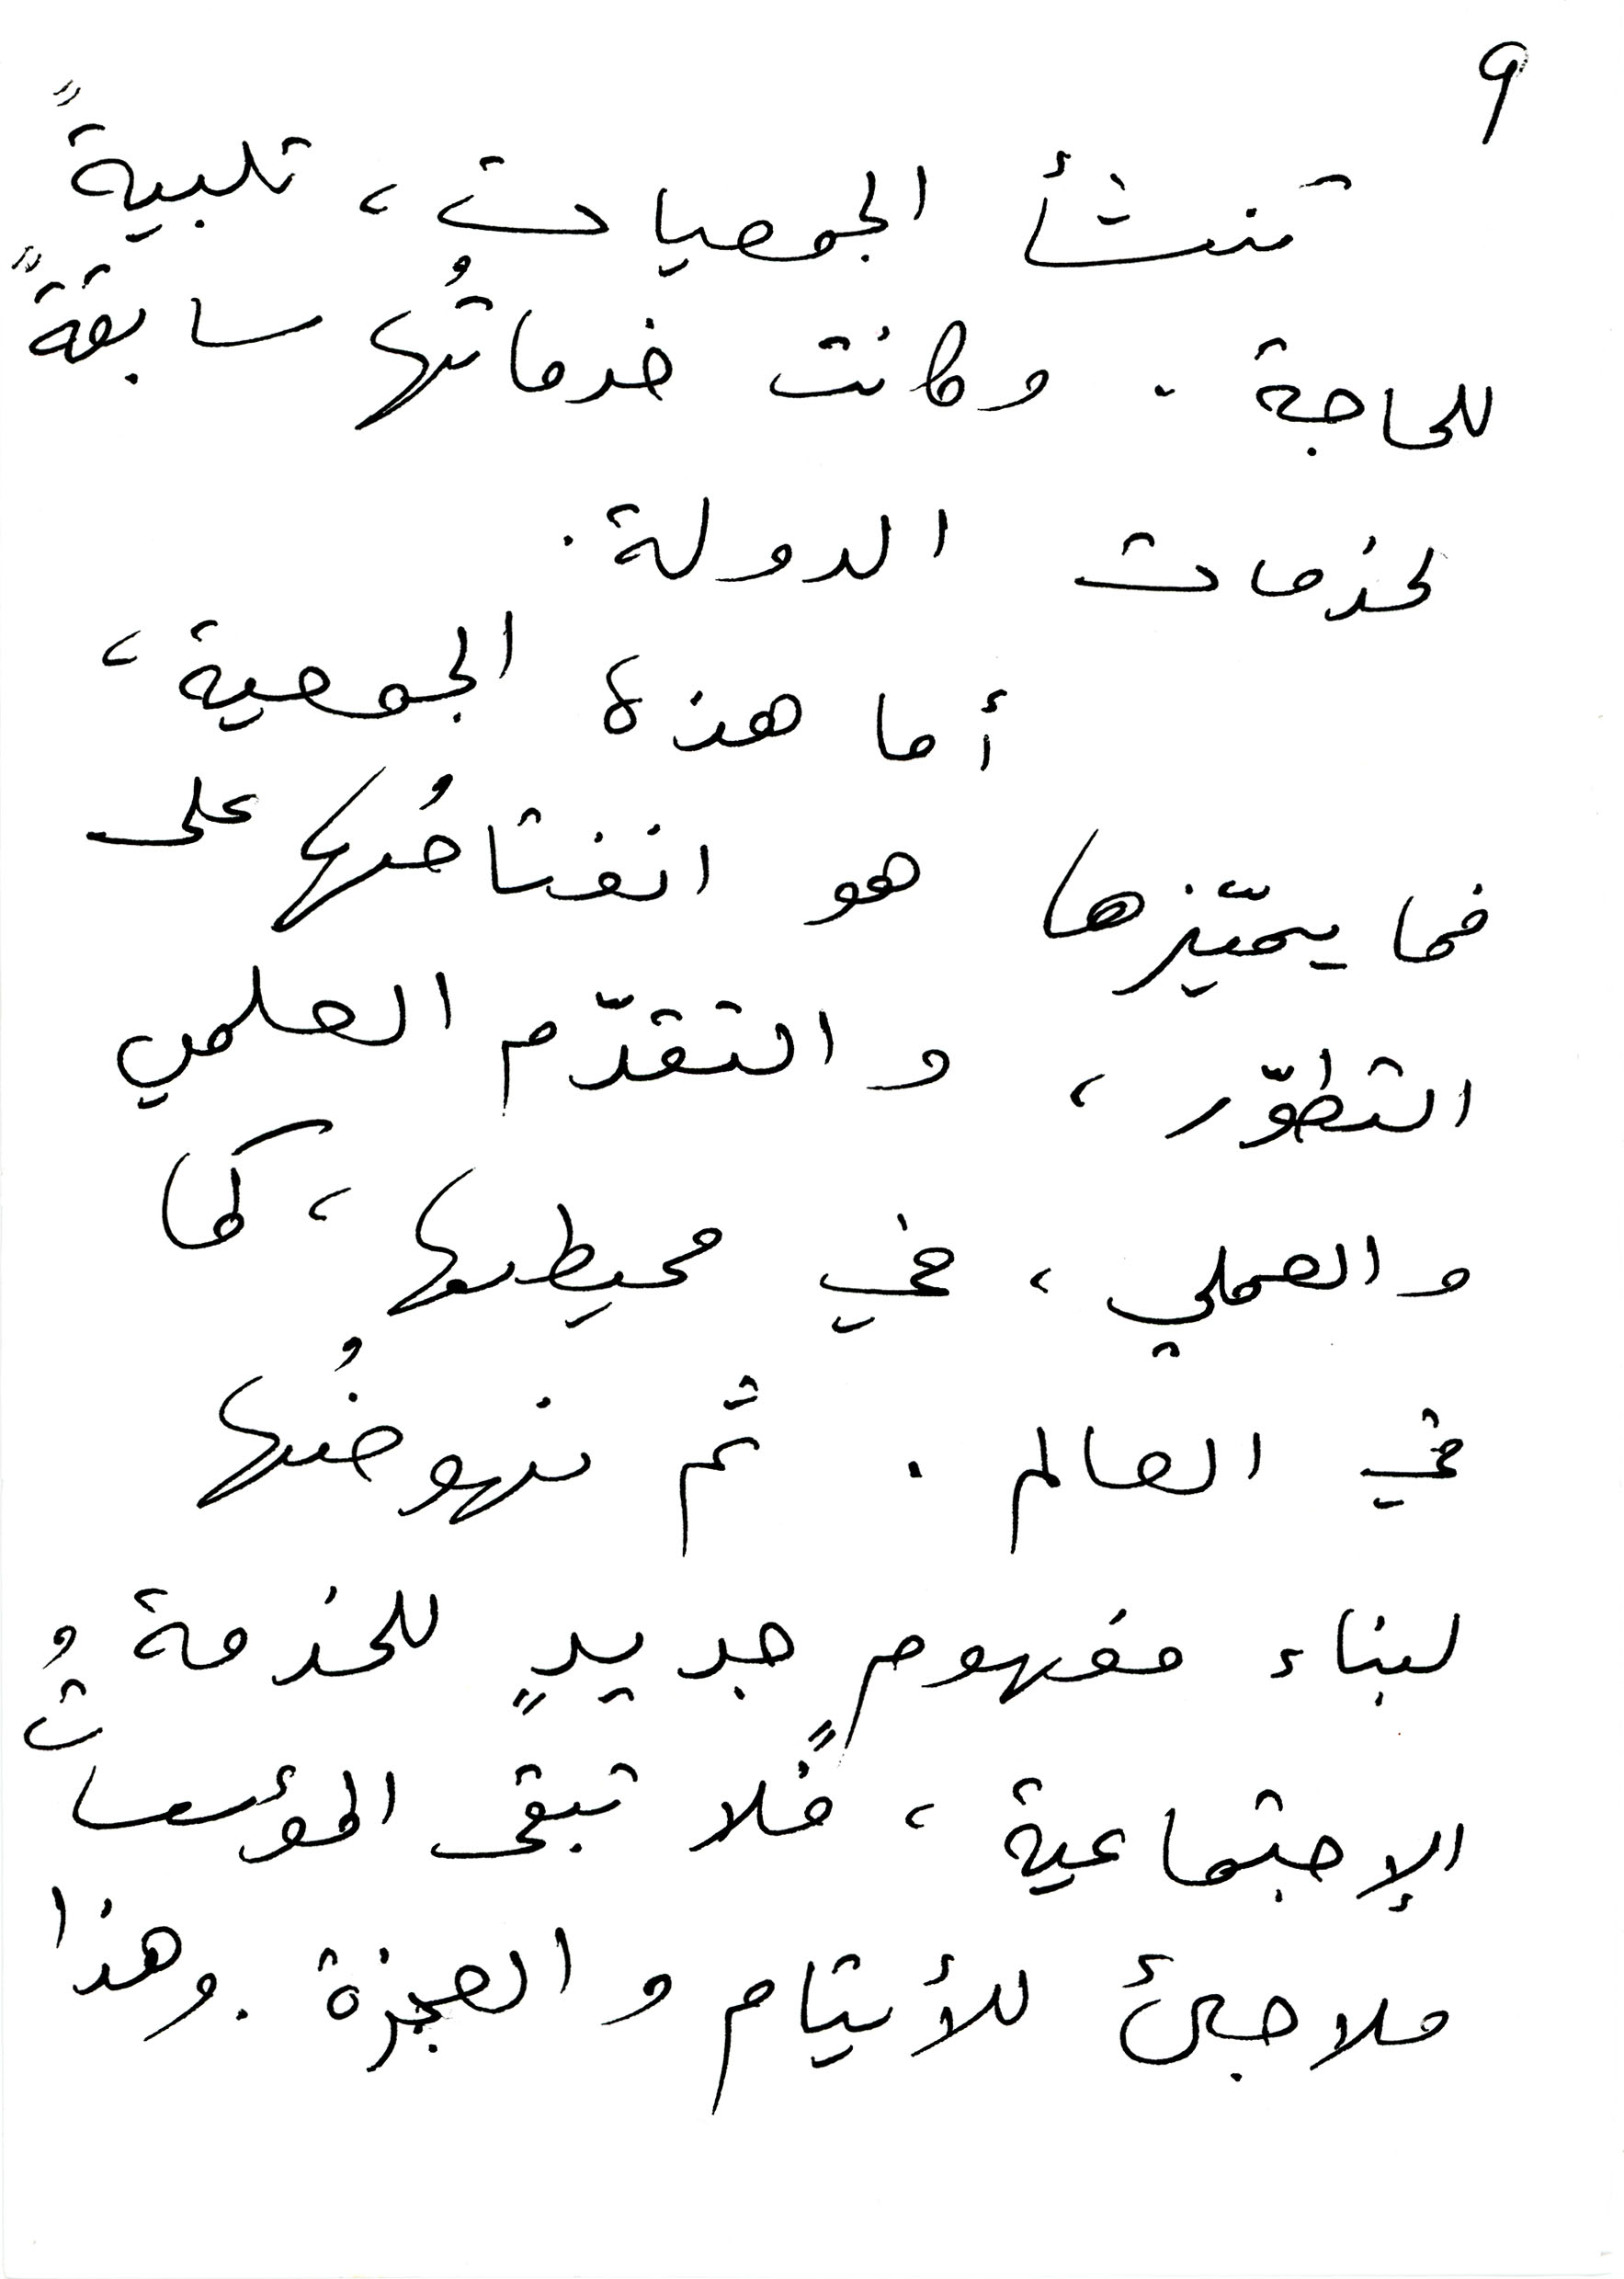 ٩
تنشأ الجمعيات، تلبيةً
للحاجة. وكانت خدماتُها سابقةً
لخدمات الدولة.
أما هذه الجمعية،
فما يميّزها هو انفتاحُها على
التطوّر، والتقدّم العلمي
والعملي، في محيطها، كما
في العالم. ثم نهوضُها
لبناء مفهومٍ جديدٍ للخدمة
الإجتماعية، فلا تبقى المؤسساتُ
ملاجئ للأيتام والعجزة. وهذا